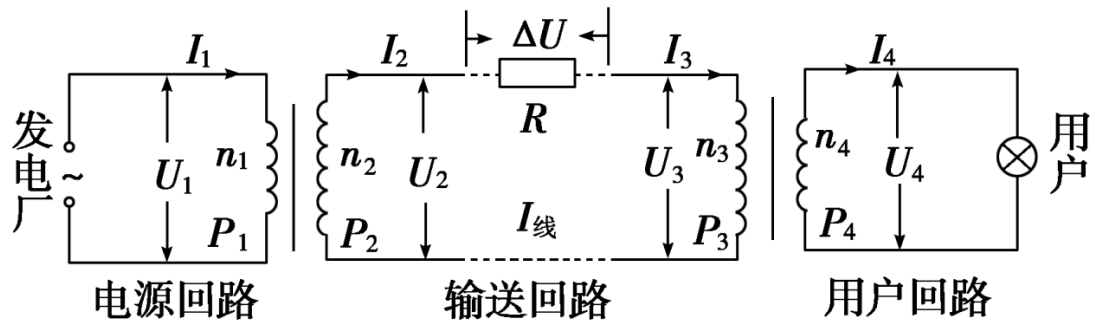 I₁
I₂
ΔU
I₃
I₄
R
发电厂
~
U₁
n₁
n₂
U₂
U₃
n₃
n₄
U₄
用户
P₁
P₂
I线
P₃
P₄
电源回路
输送回路
用户回路